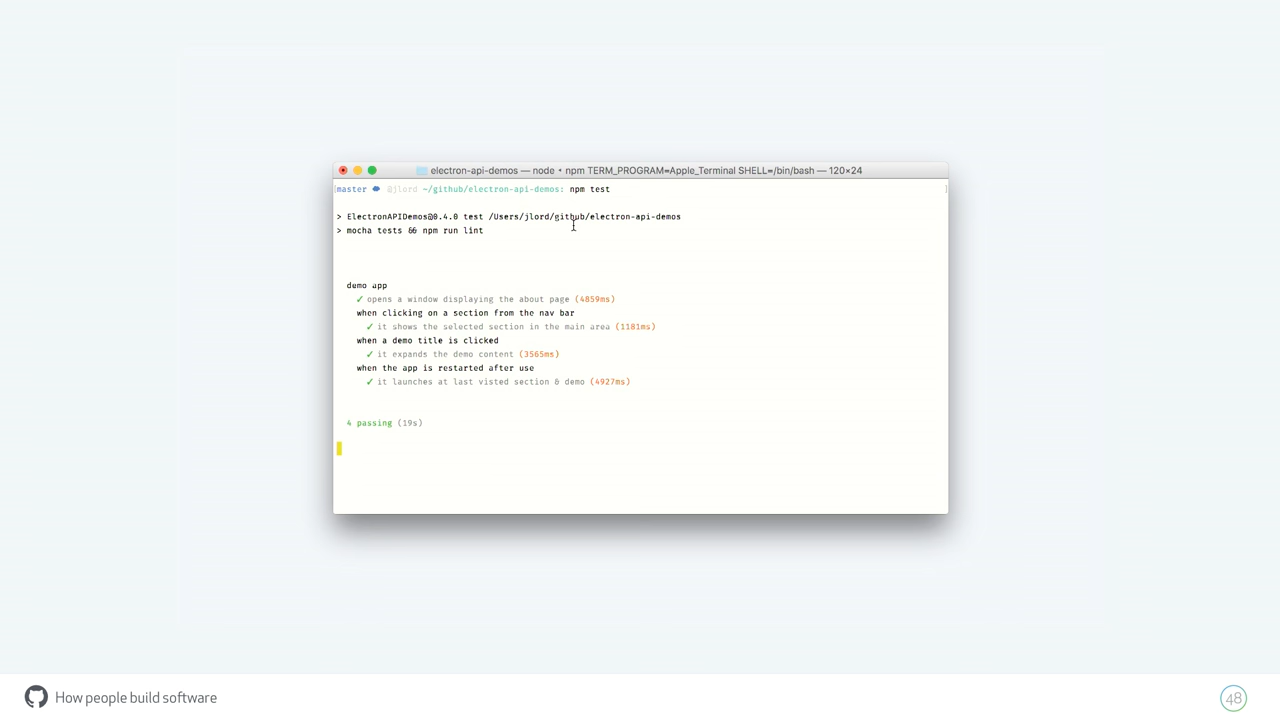 electron-api-demos — node • npm TERM_PROGRAM=Apple_Terminal SHELL=/bin/bash — 120×24
[master @jlord ~/github/electron-api-demos: npm test ]
> ElectronAPIDemos@0.4.0 test /Users/jlord/github/electron-api-demos
> mocha tests && npm run lint
demo app
✓ opens a window displaying the about page (4859ms)
when clicking on a section from the nav bar
✓ it shows the selected section in the main area (1181ms)
when a demo title is clicked
✓ it expands the demo content (3565ms)
when the app is restarted after use
✓ it launches at last visted section & demo (4927ms)
4 passing (19s)
How people build software
48